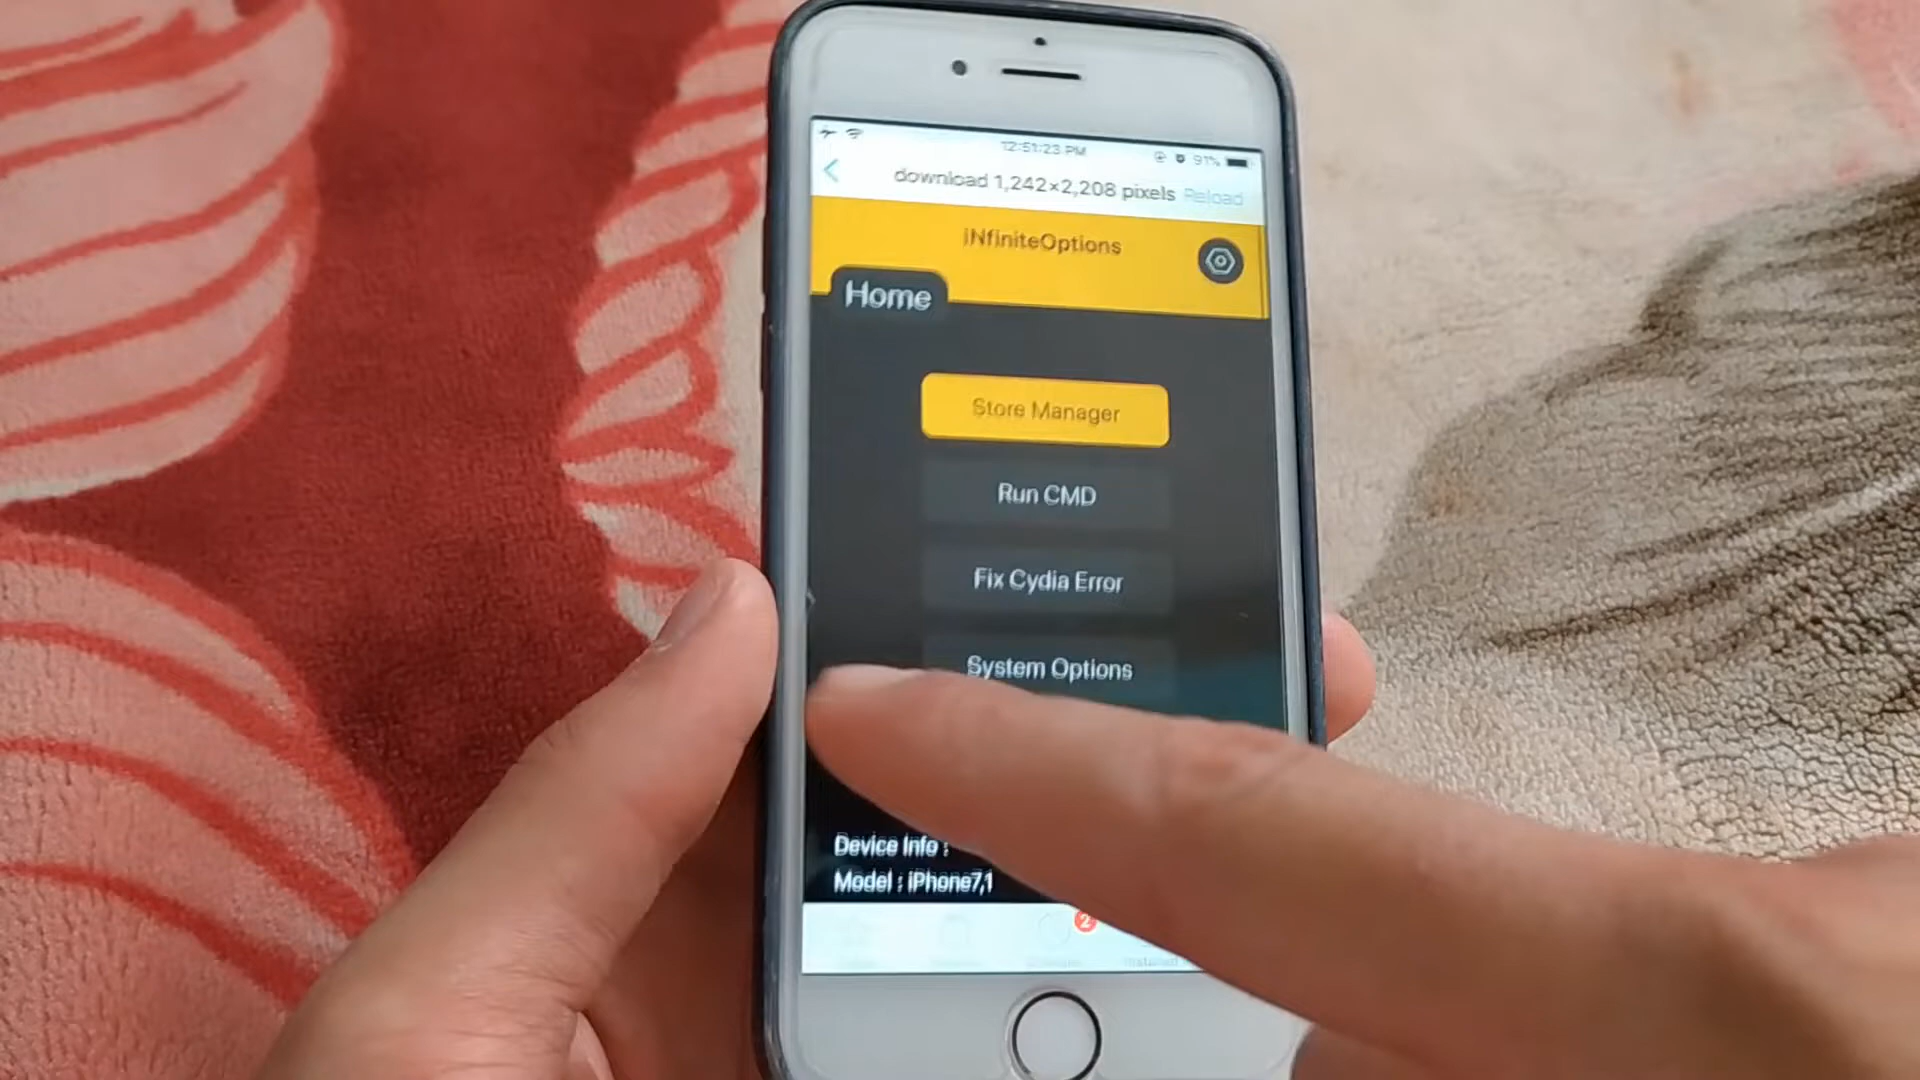 12:51:23 PM
91%
download 1,242×2,208 pixels
Reload
iNfiniteOptions
Home
Store Manager
Run CMD
Fix Cydia Error
System Options
Device Info :
Model : iPhone7,1
2
Installed